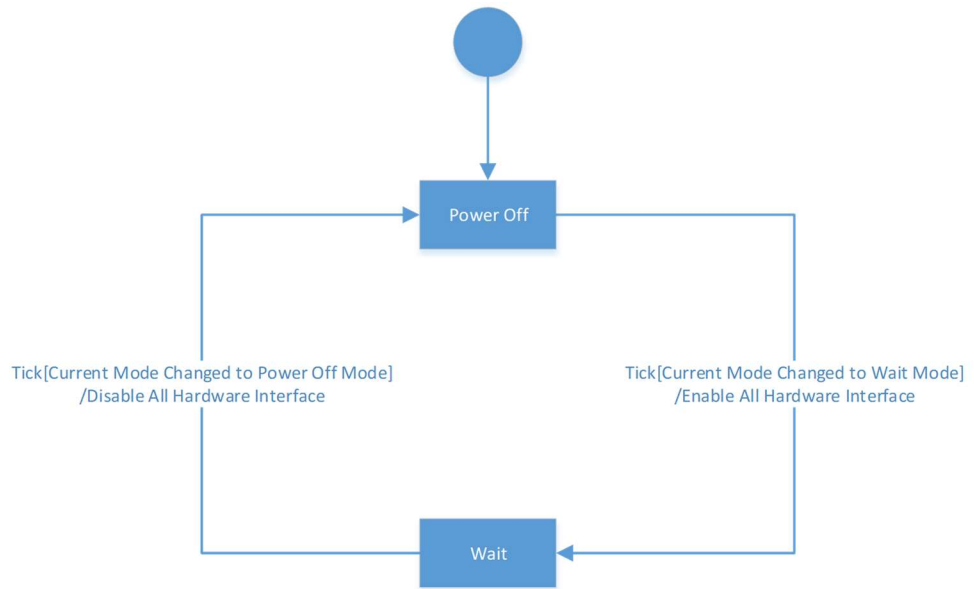 Power Off
Tick[Current Mode Changed to Power Off Mode]
/Disable All Hardware Interface
Tick[Current Mode Changed to Wait Mode]
/Enable All Hardware Interface
Wait